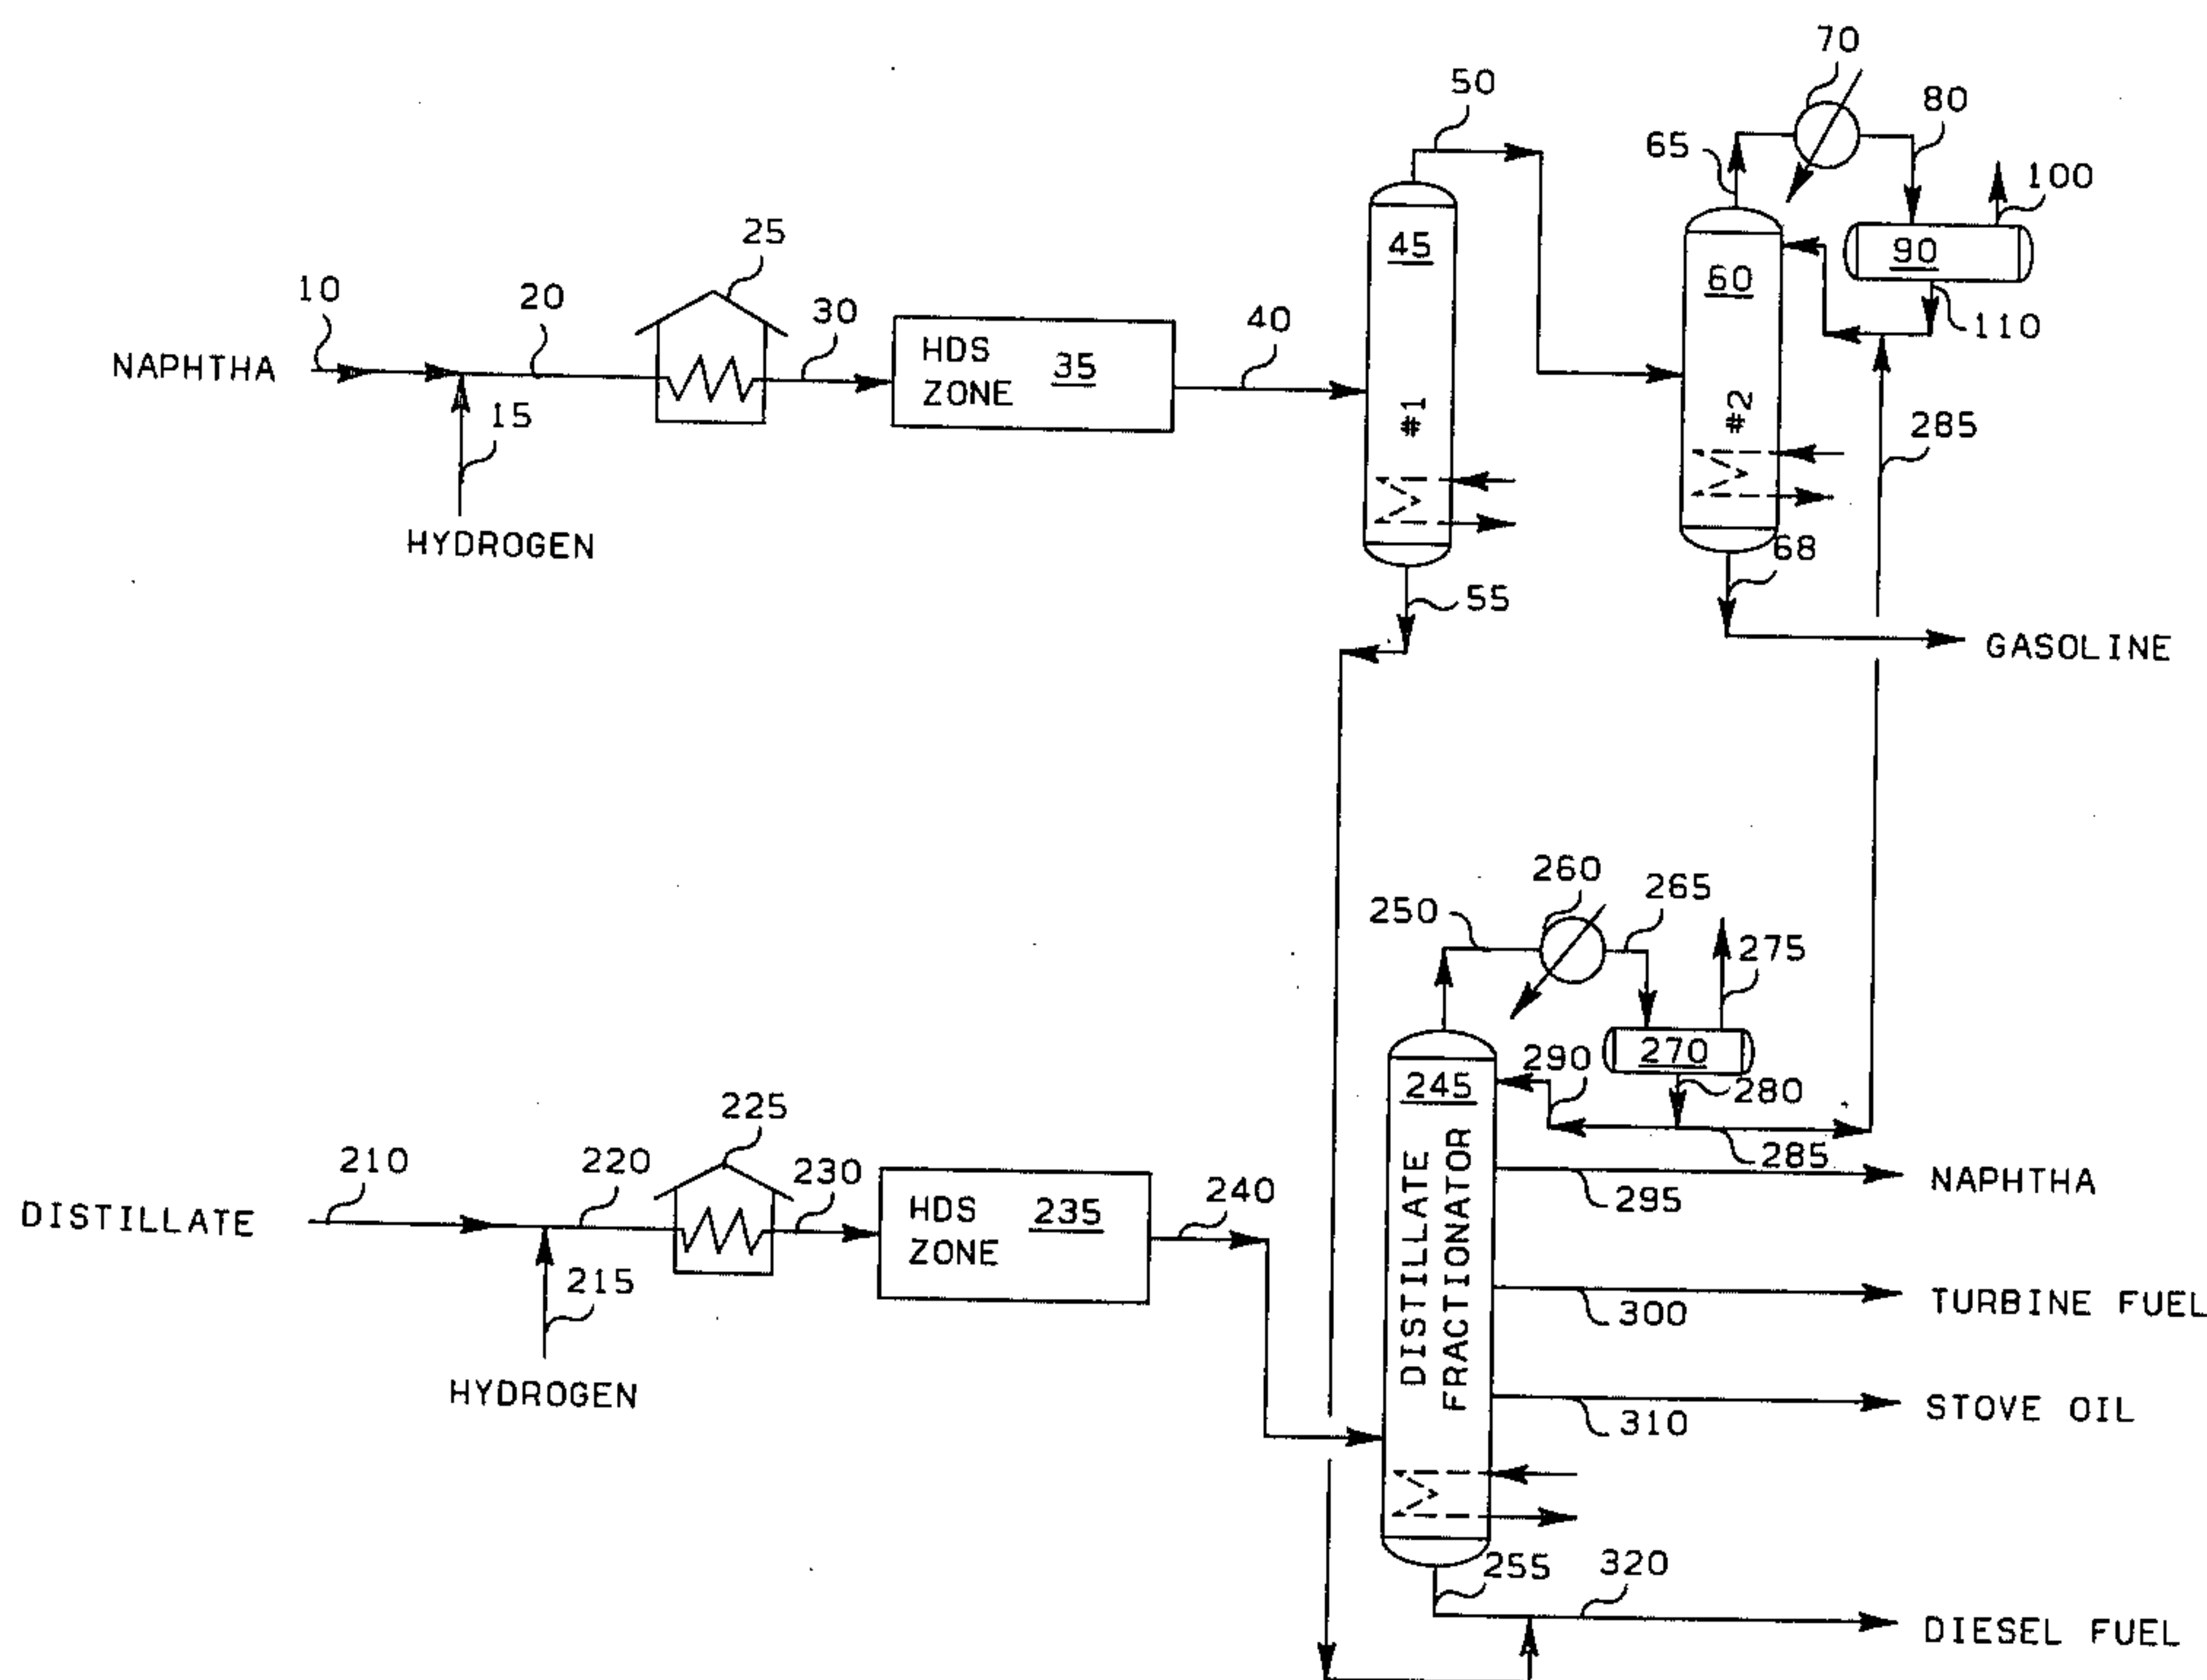 70
50
80
65
100
45
90
25
60
10
20
30
40
110
HDS
ZONE
35
NAPHTHA
#1
#2
15
285
HYDROGEN
68
55
GASOLINE
260
265
250
275
290
270
245
280
225
210
220
230
285
240
NAPHTHA
DISTILLATE
HDS
ZONE
235
295
DISTILLATE
FRACTIONATOR
215
300
TURBINE FUEL
HYDROGEN
310
STOVE OIL
255
320
DIESEL FUEL